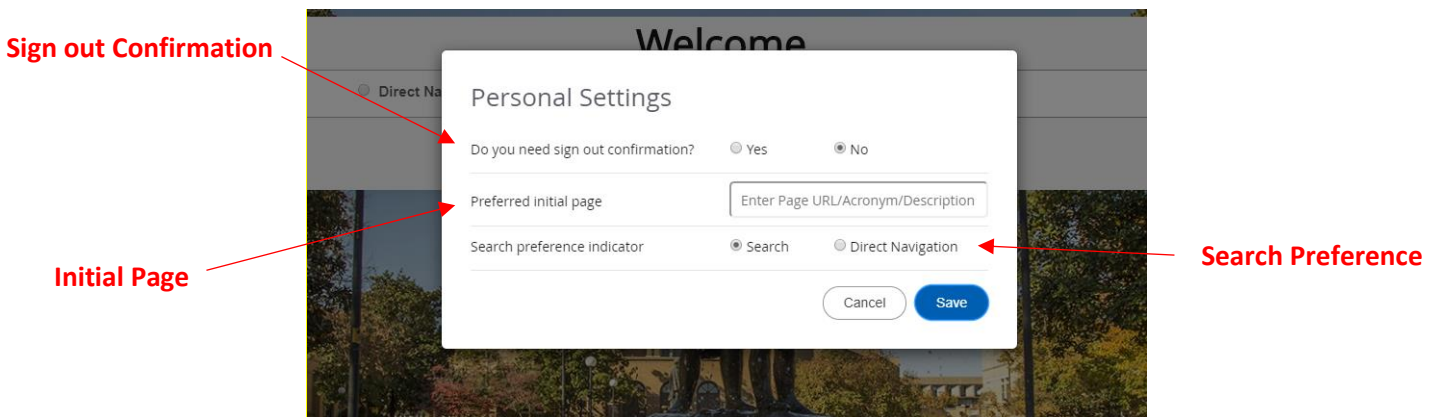 Welcome
Sign out Confirmation
Direct Na
Personal Settings
Do you need sign out confirmation? Yes No
Preferred initial page Enter Page URL/Acronym/Description
Search preference indicator Search Direct Navigation
Search Preference
Initial Page
Cancel Save